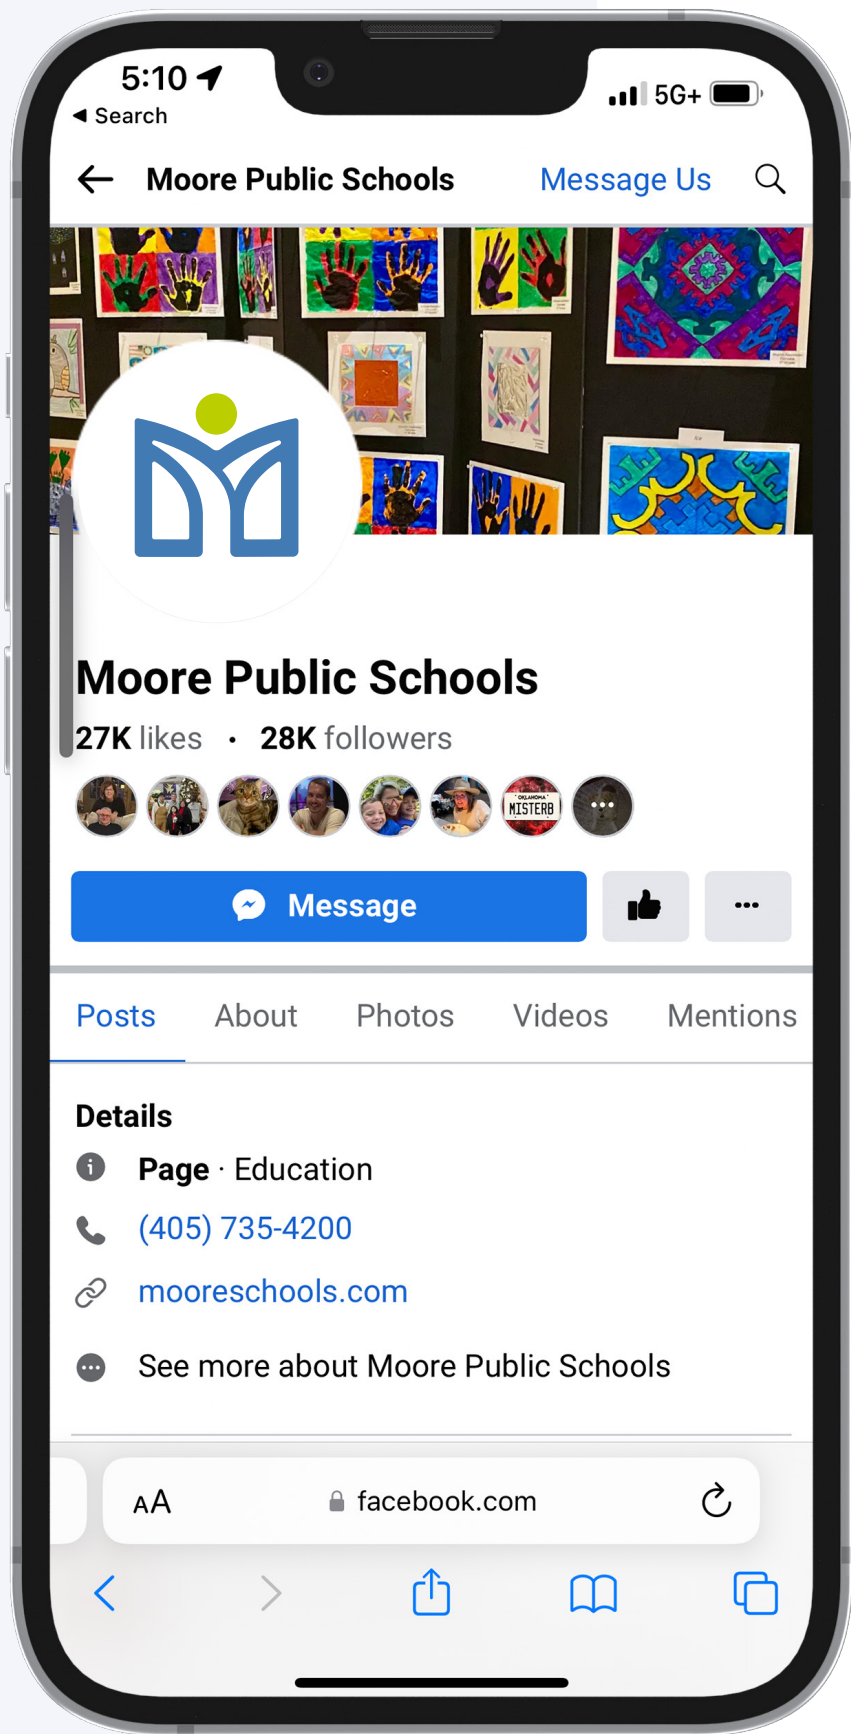 5:10
5G+
◀ Search
Moore Public Schools
Message Us
OKLAHOMA
MISTERB
Moore Public Schools
27K likes · 28K followers
Message
Posts
About
Photos
Videos
Mentions
Details
Page · Education
(405) 735-4200
mooreschools.com
See more about Moore Public Schools
AA
facebook.com